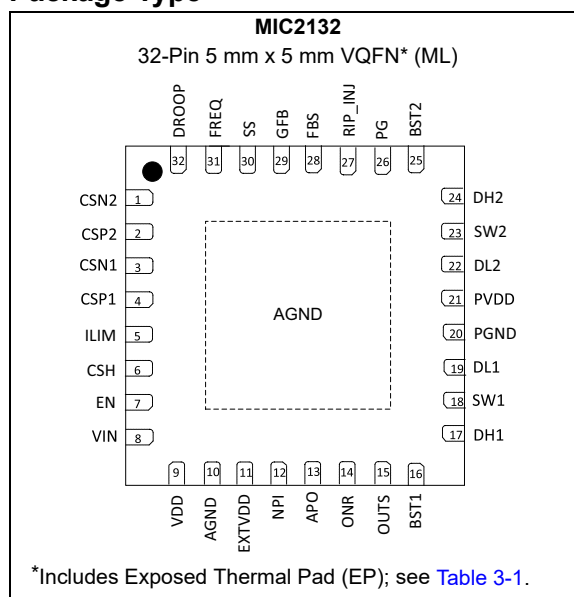 Package Type
MIC2132
32-Pin 5 mm x 5 mm VQFN* (ML)
DROOP FREQ SS GFB FBS RIP_INJ PG BST2
32 31 30 29 28 27 26 25
CSN2 1 24 DH2
CSP2 2 23 SW2
CSN1 3 22 DL2
CSP1 4 21 PVDD
AGND
ILIM 5 20 PGND
CSH 6 19 DL1
EN 7 18 SW1
VIN 8 17 DH1
9 10 11 12 13 14 15 16
VDD AGND EXTVDD NPI APO ONR OUTS BST1
*Includes Exposed Thermal Pad (EP); see Table 3-1.